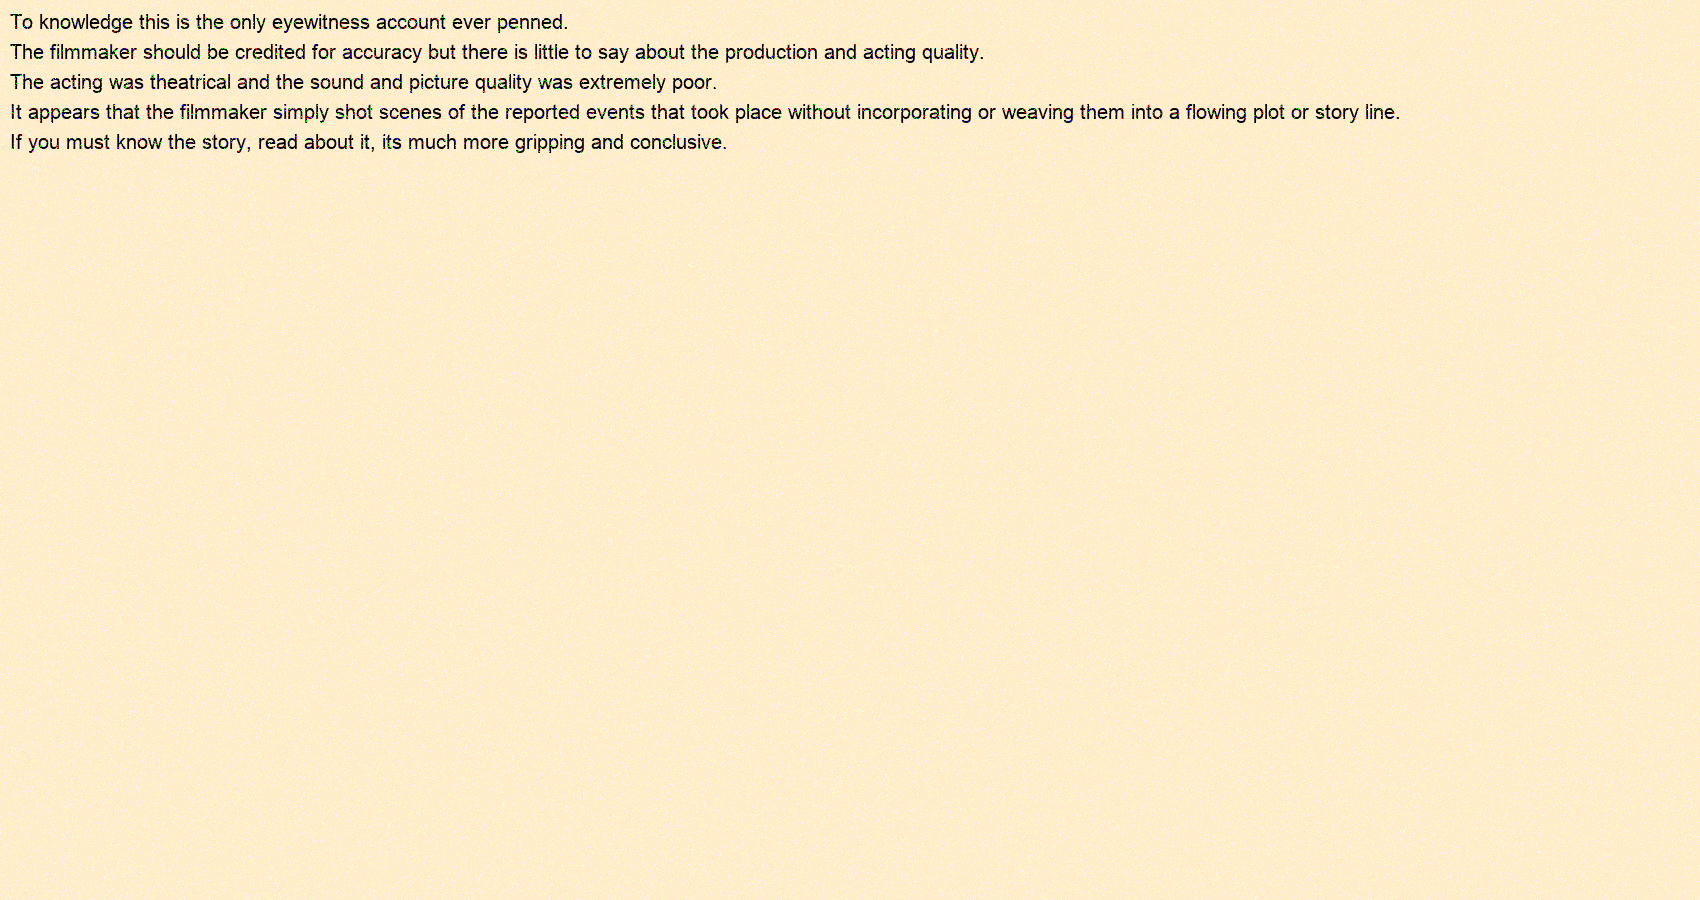 To knowledge this is the only eyewitness account ever penned.
The filmmaker should be credited for accuracy but there is little to say about the production and acting quality.
The acting was theatrical and the sound and picture quality was extremely poor.
It appears that the filmmaker simply shot scenes of the reported events that took place without incorporating or weaving them into a flowing plot or story line.
If you must know the story, read about it, its much more gripping and conclusive.